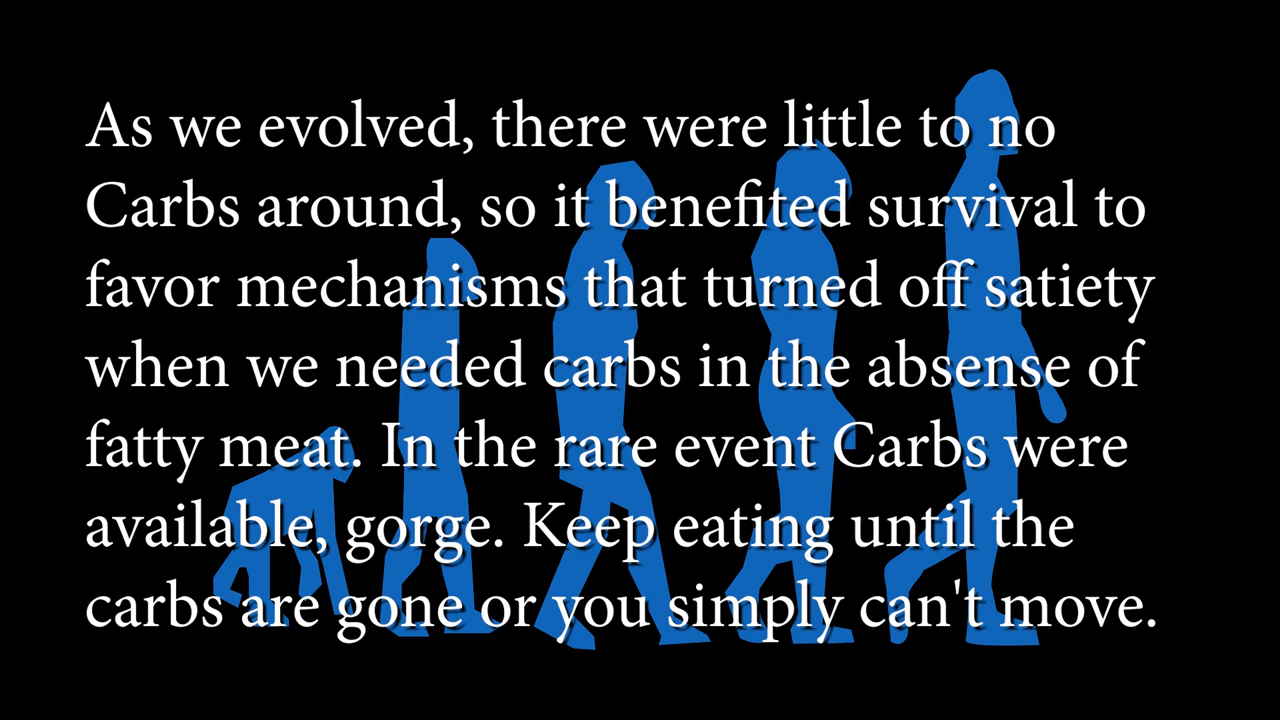 As we evolved, there were little to no
Carbs around, so it benefited survival to
favor mechanisms that turned off satiety
when we needed carbs in the absense of
fatty meat. In the rare event Carbs were
available, gorge. Keep eating until the
carbs are gone or you simply can't move.